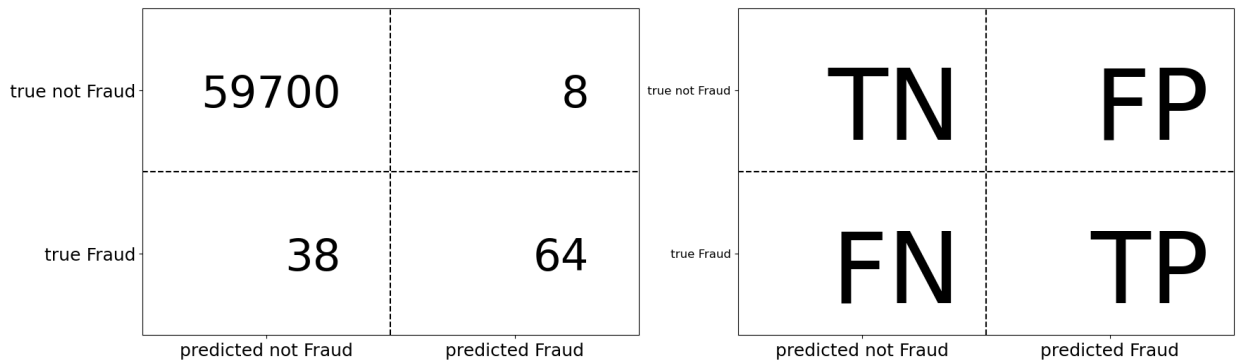 true not Fraud 59700 8
true Fraud 38 64
predicted not Fraud predicted Fraud
true not Fraud TN FP
true Fraud FN TP
predicted not Fraud predicted Fraud